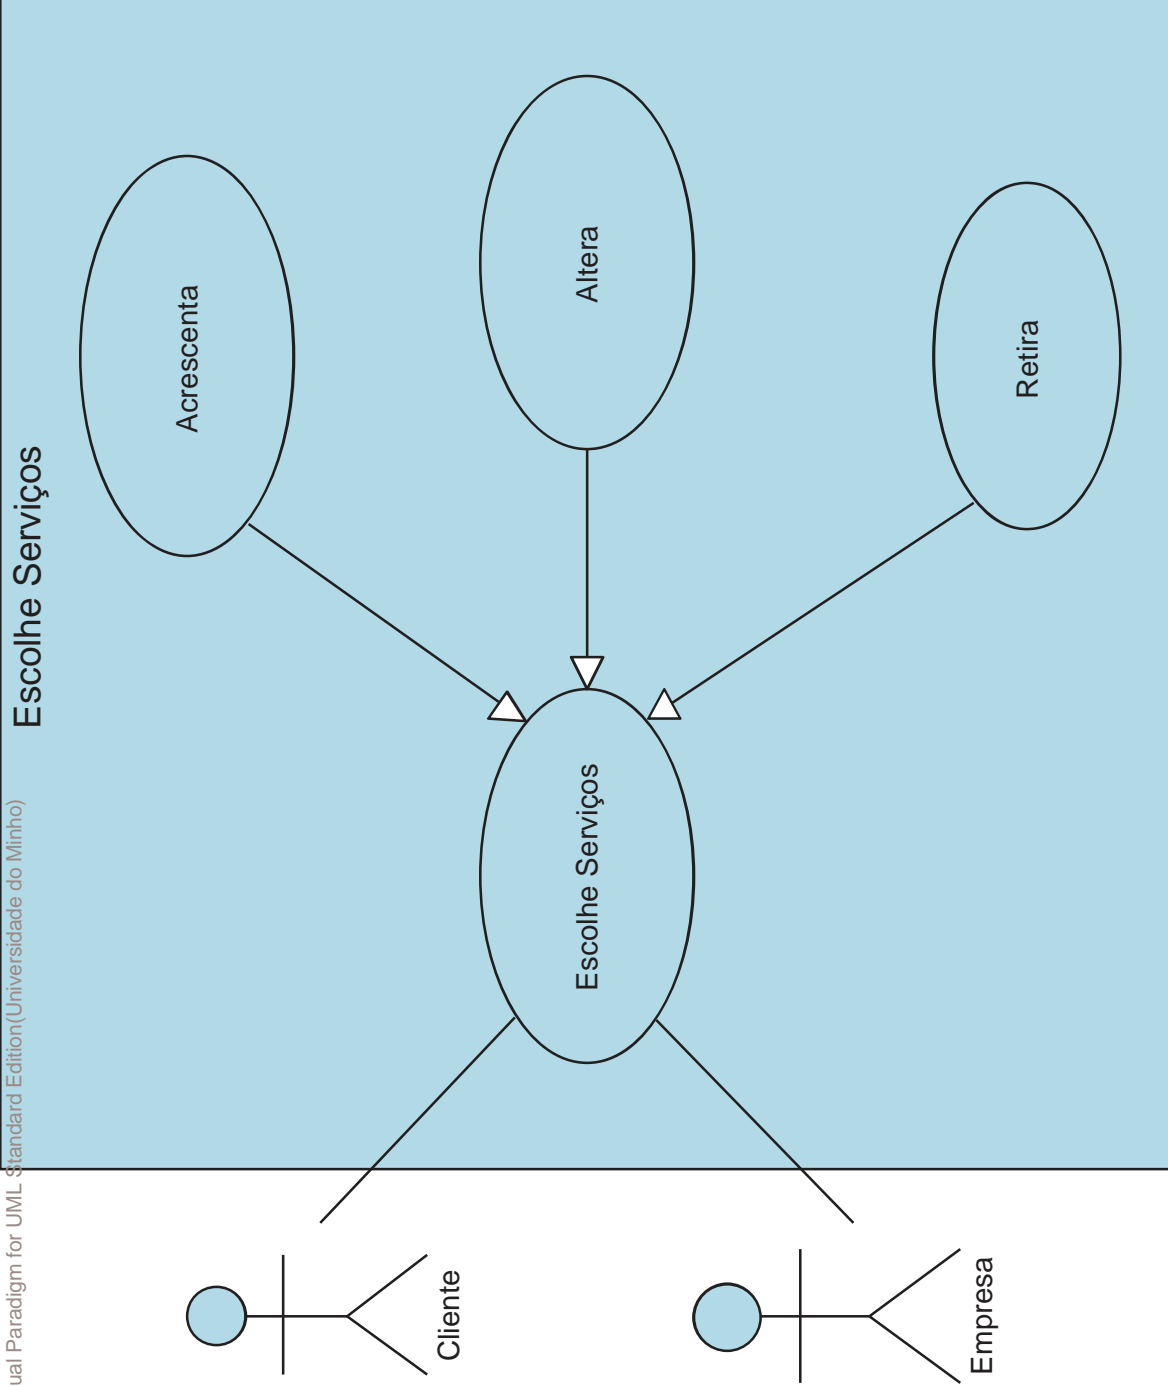 ual Paradigm for UML Standard Edition(Universidade do Minho)
Escolhe Serviços
Acrescenta
Cliente
Escolhe Serviços
Altera
Empresa
Retira